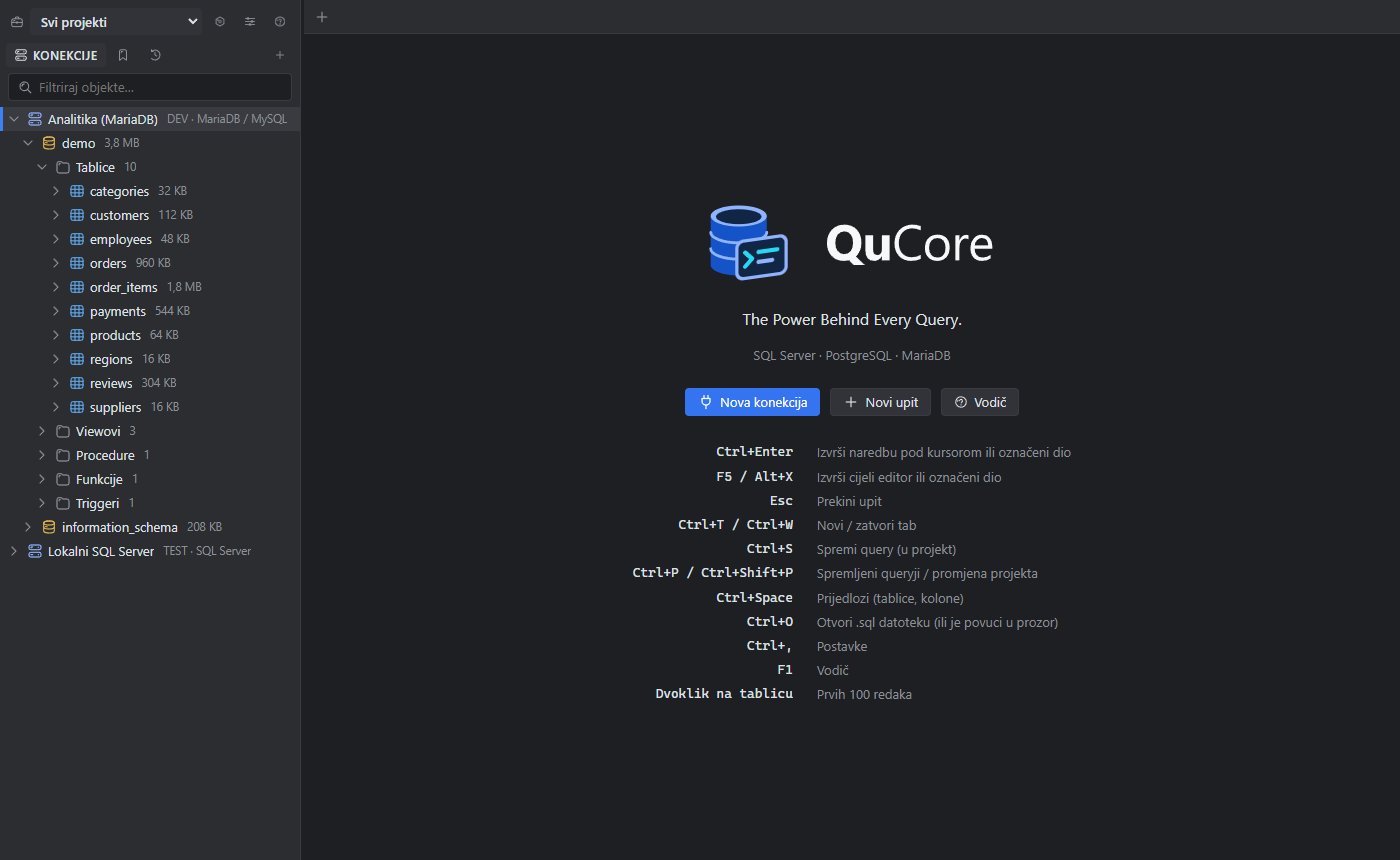 Svi projekti
KONEKCIJE
Filtriraj objekte...
Analitika (MariaDB) DEV · MariaDB / MySQL
demo 3,8 MB
Tablice 10
categories 32 KB
customers 112 KB
employees 48 KB
orders 960 KB
order_items 1,8 MB
payments 544 KB
products 64 KB
regions 16 KB
reviews 304 KB
suppliers 16 KB
Viewovi 3
Procedure 1
Funkcije 1
Triggeri 1
information_schema 208 KB
Lokalni SQL Server TEST · SQL Server
QuCore
The Power Behind Every Query.
SQL Server · PostgreSQL · MariaDB
Nova konekcija Novi upit Vodič
Ctrl+Enter Izvrši naredbu pod kursorom ili označeni dio
F5 / Alt+X Izvrši cijeli editor ili označeni dio
Esc Prekini upit
Ctrl+T / Ctrl+W Novi / zatvori tab
Ctrl+S Spremi query (u projekt)
Ctrl+P / Ctrl+Shift+P Spremljeni queryji / promjena projekta
Ctrl+Space Prijedlozi (tablice, kolone)
Ctrl+O Otvori .sql datoteku (ili je povuci u prozor)
Ctrl+, Postavke
F1 Vodič
Dvoklik na tablicu Prvih 100 redaka